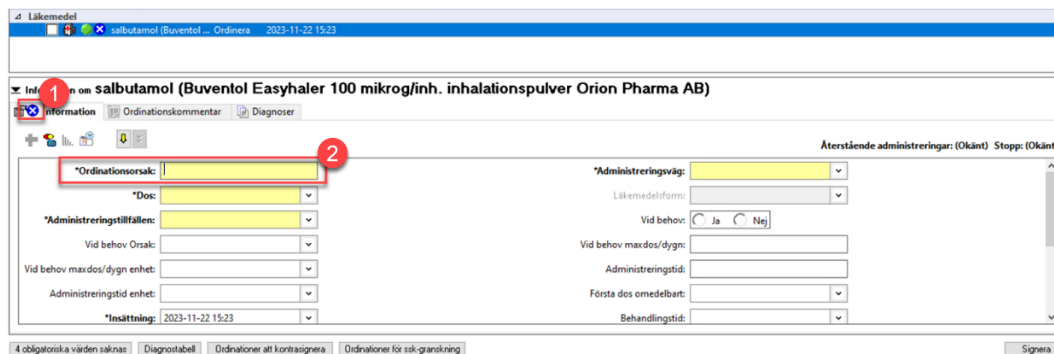 Läkemedel
salbutamol (Buventol ... Ordinera 2023-11-22 15:23
1
om salbutamol (Buventol Easyhaler 100 mikrog/inh. inhalationspulver Orion Pharma AB)
Information Ordinationskommentar Diagnoser
2
Återstående administreringar: (Okänt) Stopp: (Okänt
*Ordinationsorsak: *Administreringsväg:
*Dos: Läkemedelsform:
*Administreringstillfällen: Vid behov: Ja Nej
Vid behov Orsak: Vid behov maxdos/dygn:
Vid behov maxdos/dygn enhet: Administreringstid:
Administreringstid enhet: Första dos omedelbart:
*Insättning: 2023-11-22 15:23 Behandlingstid:
4 obligatoriska värden saknas Diagnostabell Ordinationer att kontrasignera Ordinationer för ssk-granskning Signera